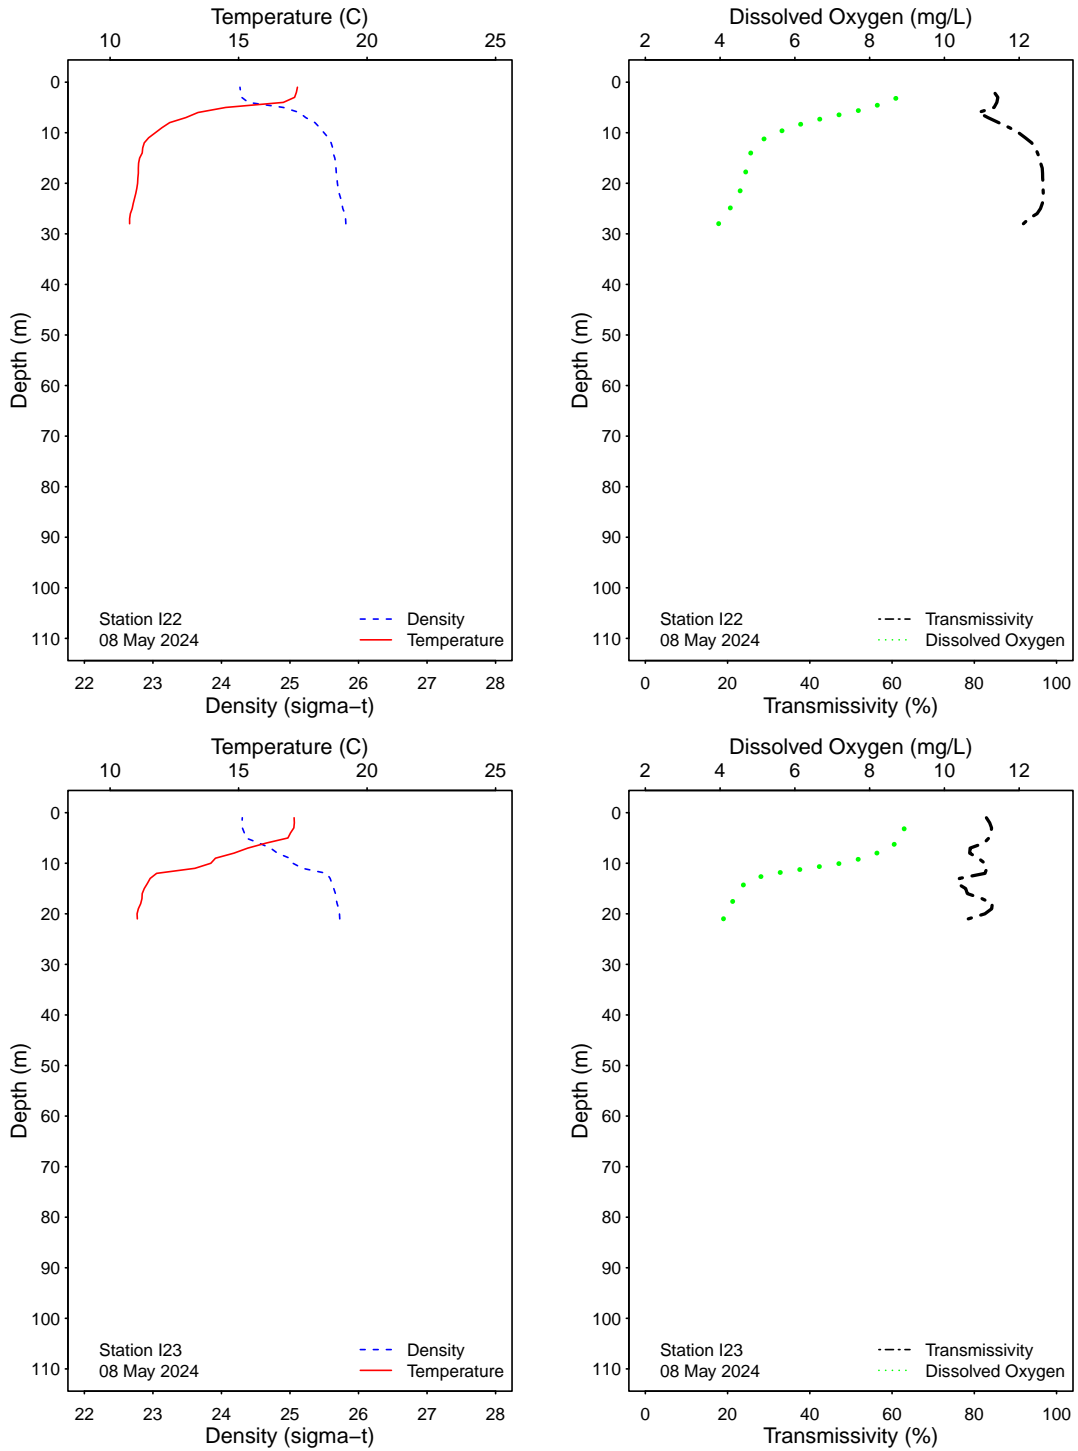 Temperature (C)
10 15 20 25
0
10
20
30
40
50
60
70
80
90
100
110
Depth (m)
Station I22
08 May 2024
Density
Temperature
22 23 24 25 26 27 28
Density (sigma−t)
Dissolved Oxygen (mg/L)
2 4 6 8 10 12
0
10
20
30
40
50
60
70
80
90
100
110
Depth (m)
Station I22
08 May 2024
Transmissivity
Dissolved Oxygen
0 20 40 60 80 100
Transmissivity (%)
Temperature (C)
10 15 20 25
0
10
20
30
40
50
60
70
80
90
100
110
Depth (m)
Station I23
08 May 2024
Density
Temperature
22 23 24 25 26 27 28
Density (sigma−t)
Dissolved Oxygen (mg/L)
2 4 6 8 10 12
0
10
20
30
40
50
60
70
80
90
100
110
Depth (m)
Station I23
08 May 2024
Transmissivity
Dissolved Oxygen
0 20 40 60 80 100
Transmissivity (%)